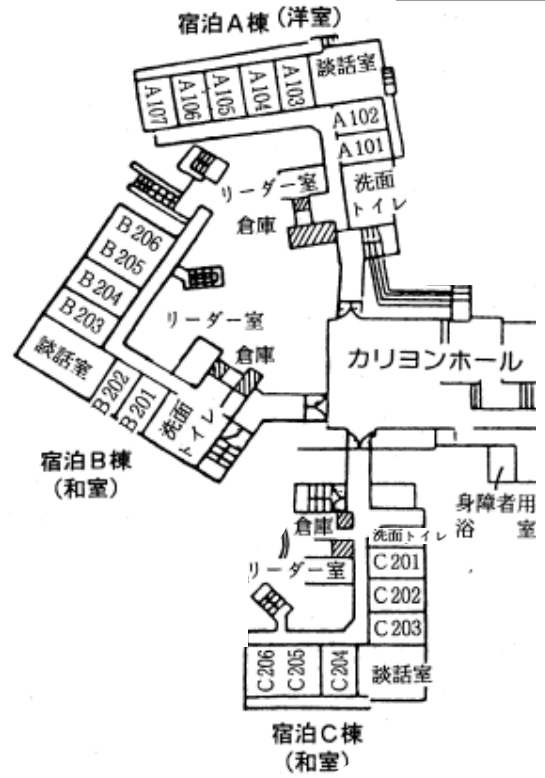 宿泊A棟(洋室)
談話室
A103
A104
A105
A106
A107
A102
A101
洗面
トイレ
リーダー室
倉庫
B206
B205
B204
B203
談話室
B202
B201
洗面
トイレ
リーダー室
倉庫
カリヨンホール
宿泊B棟
(和室)
身障者用
浴室
倉庫
洗面トイレ
リーダー室
C201
C202
C203
C206
C205
C204
談話室
宿泊C棟
(和室)